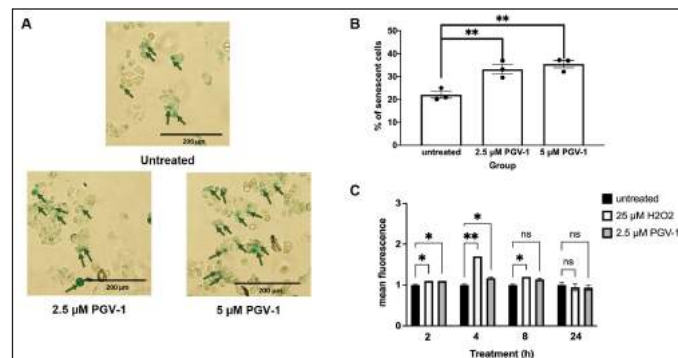 A
200 µm
Untreated
200 µm
200 µm
2.5 µM PGV-1
5 µM PGV-1
B
**
**
% of senescent cells
50
40
30
20
10
0
untreated
2.5 µM PGV-1
5 µM PGV-1
Group
C
untreated
25 µM H2O2
2.5 µM PGV-1
mean fluorescence
3
2
1
0
*
*
*
**
ns
*
ns
ns
2
4
8
24
Treatment (h)